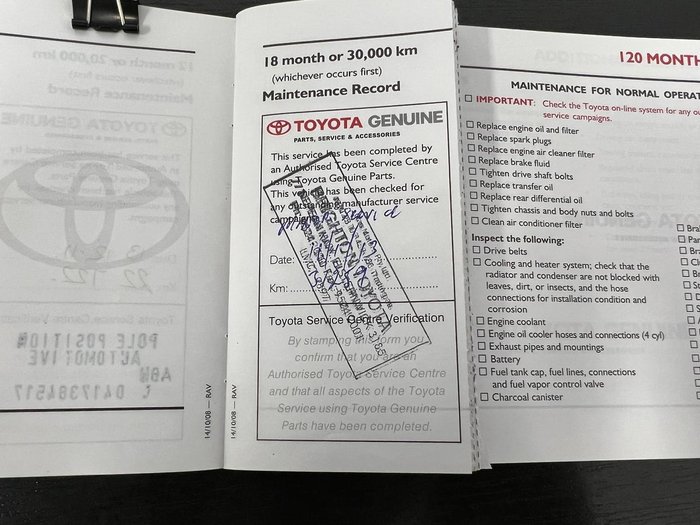 18 month or 30,000 km
(whichever occurs first)
Maintenance Record
TOYOTA GENUINE
PARTS, SERVICE & ACCESSORIES
This service has been completed by
an Authorised Toyota Service Centre
using Toyota Genuine Parts.
This vehicle has been checked for
any outstanding manufacturer service
campaigns.
Date:
Km:
BRIGHTON TOYOTA
Toyota Service Centre Verification
By stamping this form you
confirm that you are an
Authorised Toyota Service Centre
and that all aspects of the Toyota
Service using Toyota Genuine
Parts have been completed.
14/10/08 — RAV
14/10/08 — RAV
120 MONTH
MAINTENANCE FOR NORMAL OPERAT
IMPORTANT: Check the Toyota on-line system for any ou
service campaigns.
Replace engine oil and filter
Replace spark plugs
Replace engine air cleaner filter
Replace brake fluid
Tighten drive shaft bolts
Replace transfer oil
Replace rear differential oil
Tighten chassis and body nuts and bolts
Clean air conditioner filter
Inspect the following:
Drive belts
Cooling and heater system; check that the
radiator and condenser are not blocked with
leaves, dirt, or insects, and the hose
connections for installation condition and
corrosion
Engine coolant
Engine oil cooler hoses and connections (4 cyl)
Exhaust pipes and mountings
Battery
Fuel tank cap, fuel lines, connections
and fuel vapor control valve
Charcoal canister